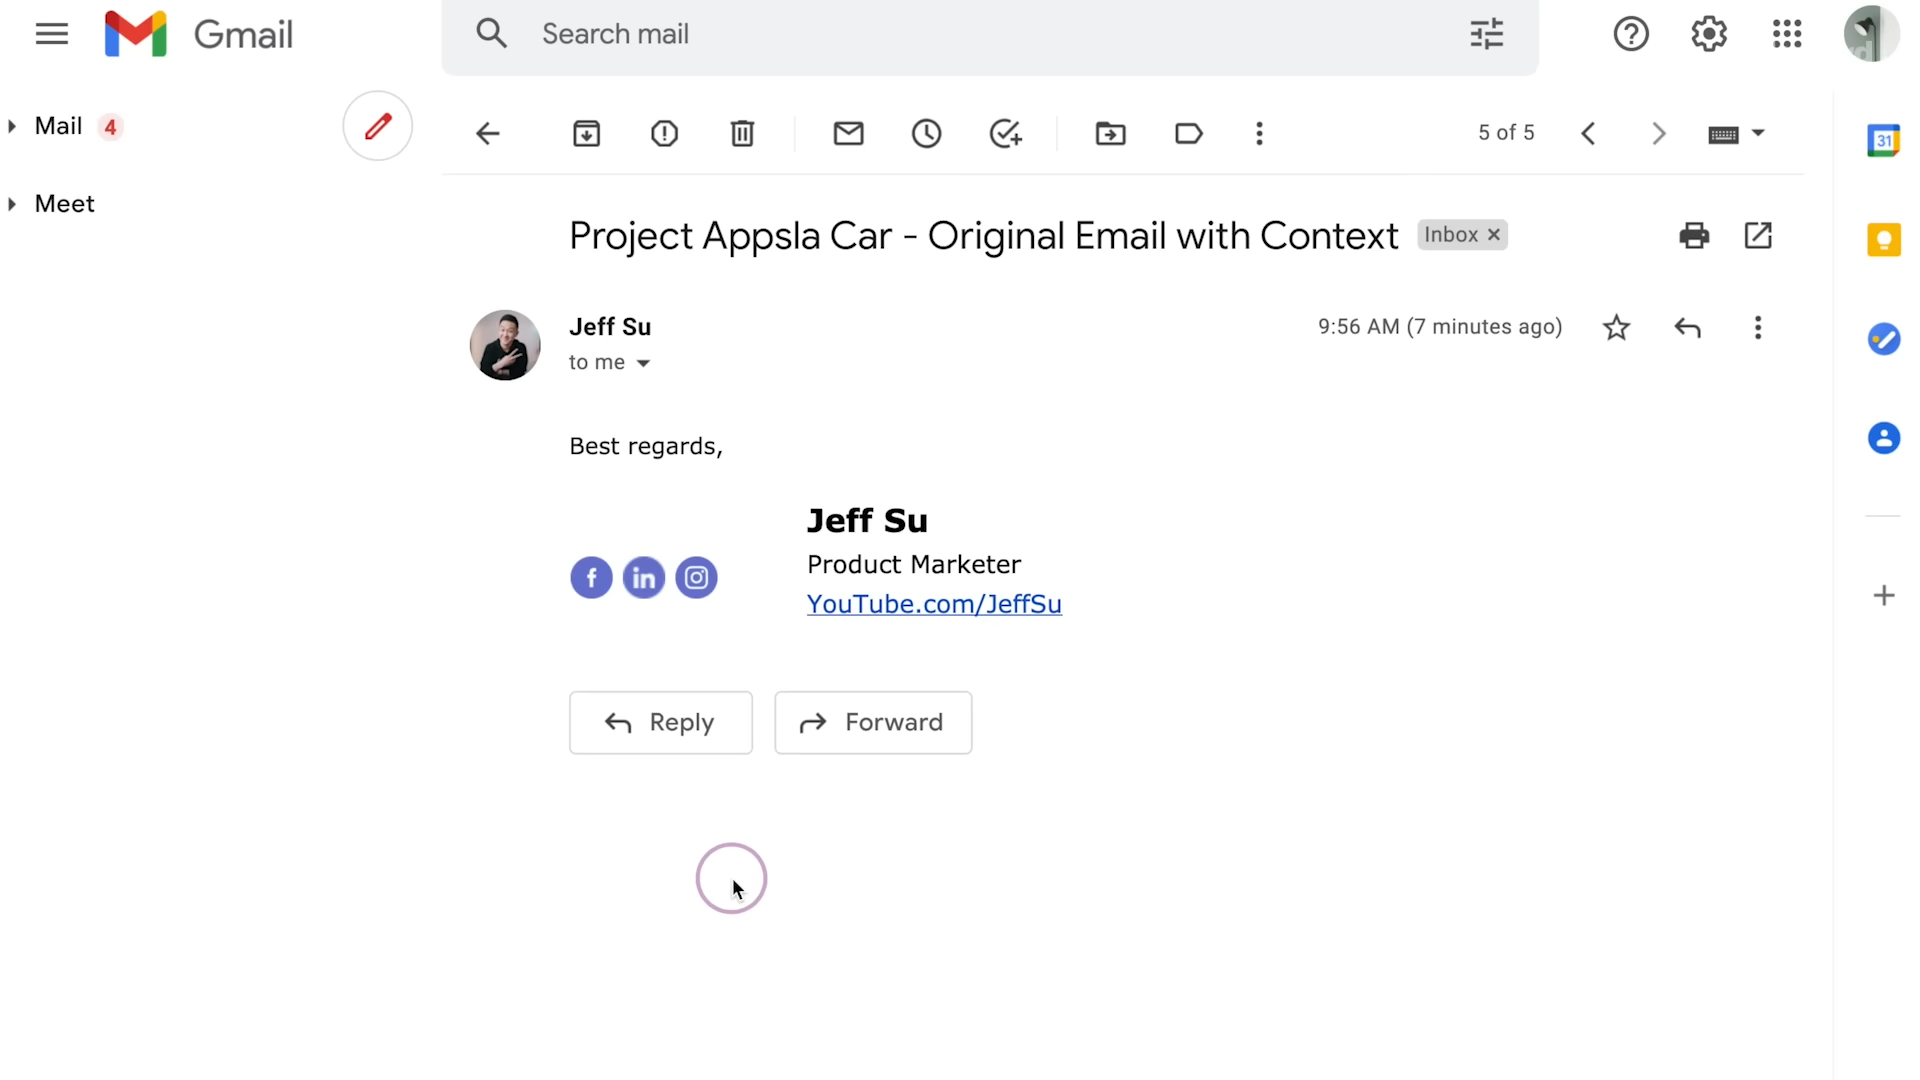 Gmail
Search mail
Mail 4
Meet
5 of 5
31
Project Appsla Car - Original Email with Context
Inbox ×
Jeff Su
9:56 AM (7 minutes ago)
to me
Best regards,
Jeff Su
Product Marketer
YouTube.com/JeffSu
f
in
Reply
Forward